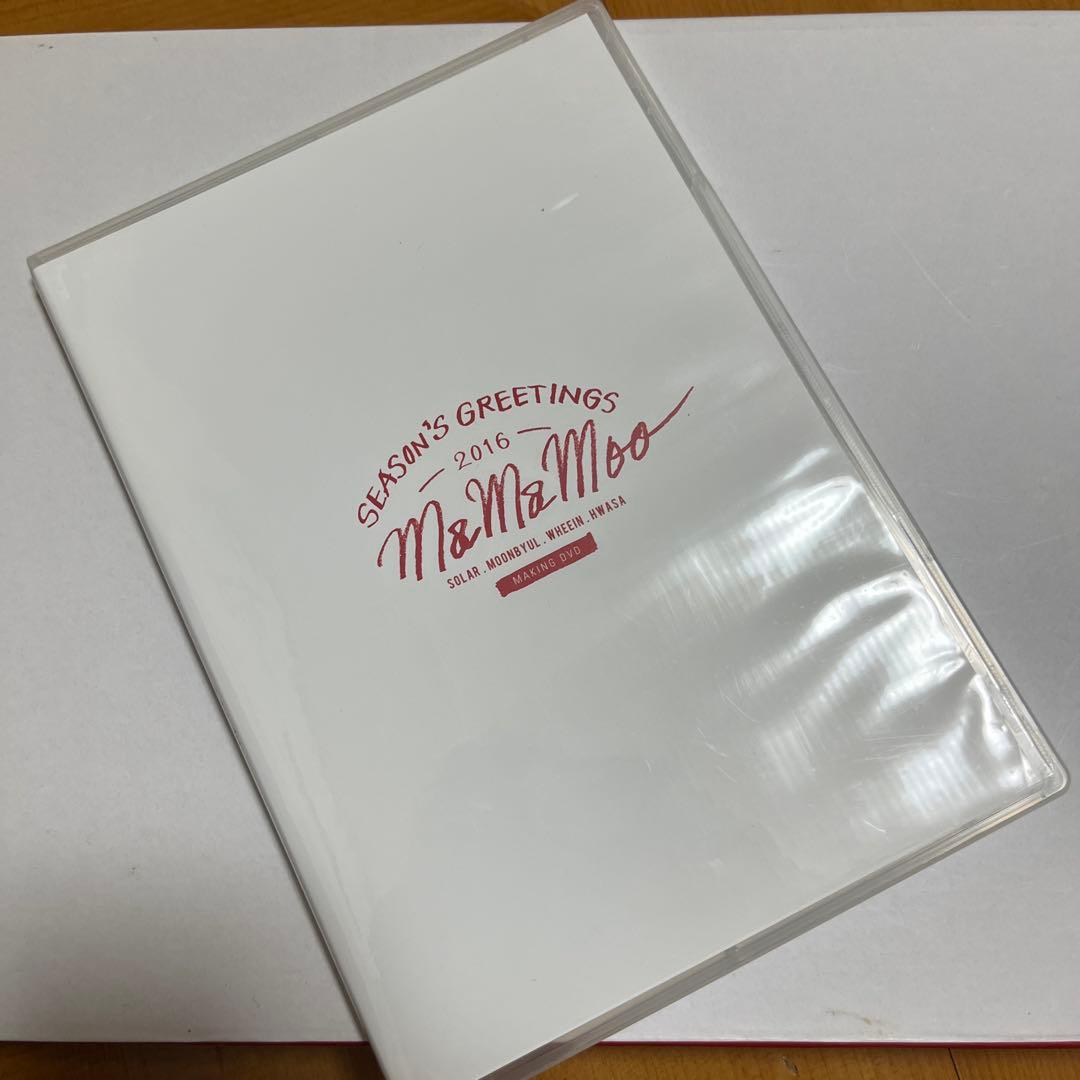 SEASON'S GREETINGS
— 2016 —
MaMaMoo
SOLAR . MOONBYUL . WHEEIN . HWASA
MAKING DVD